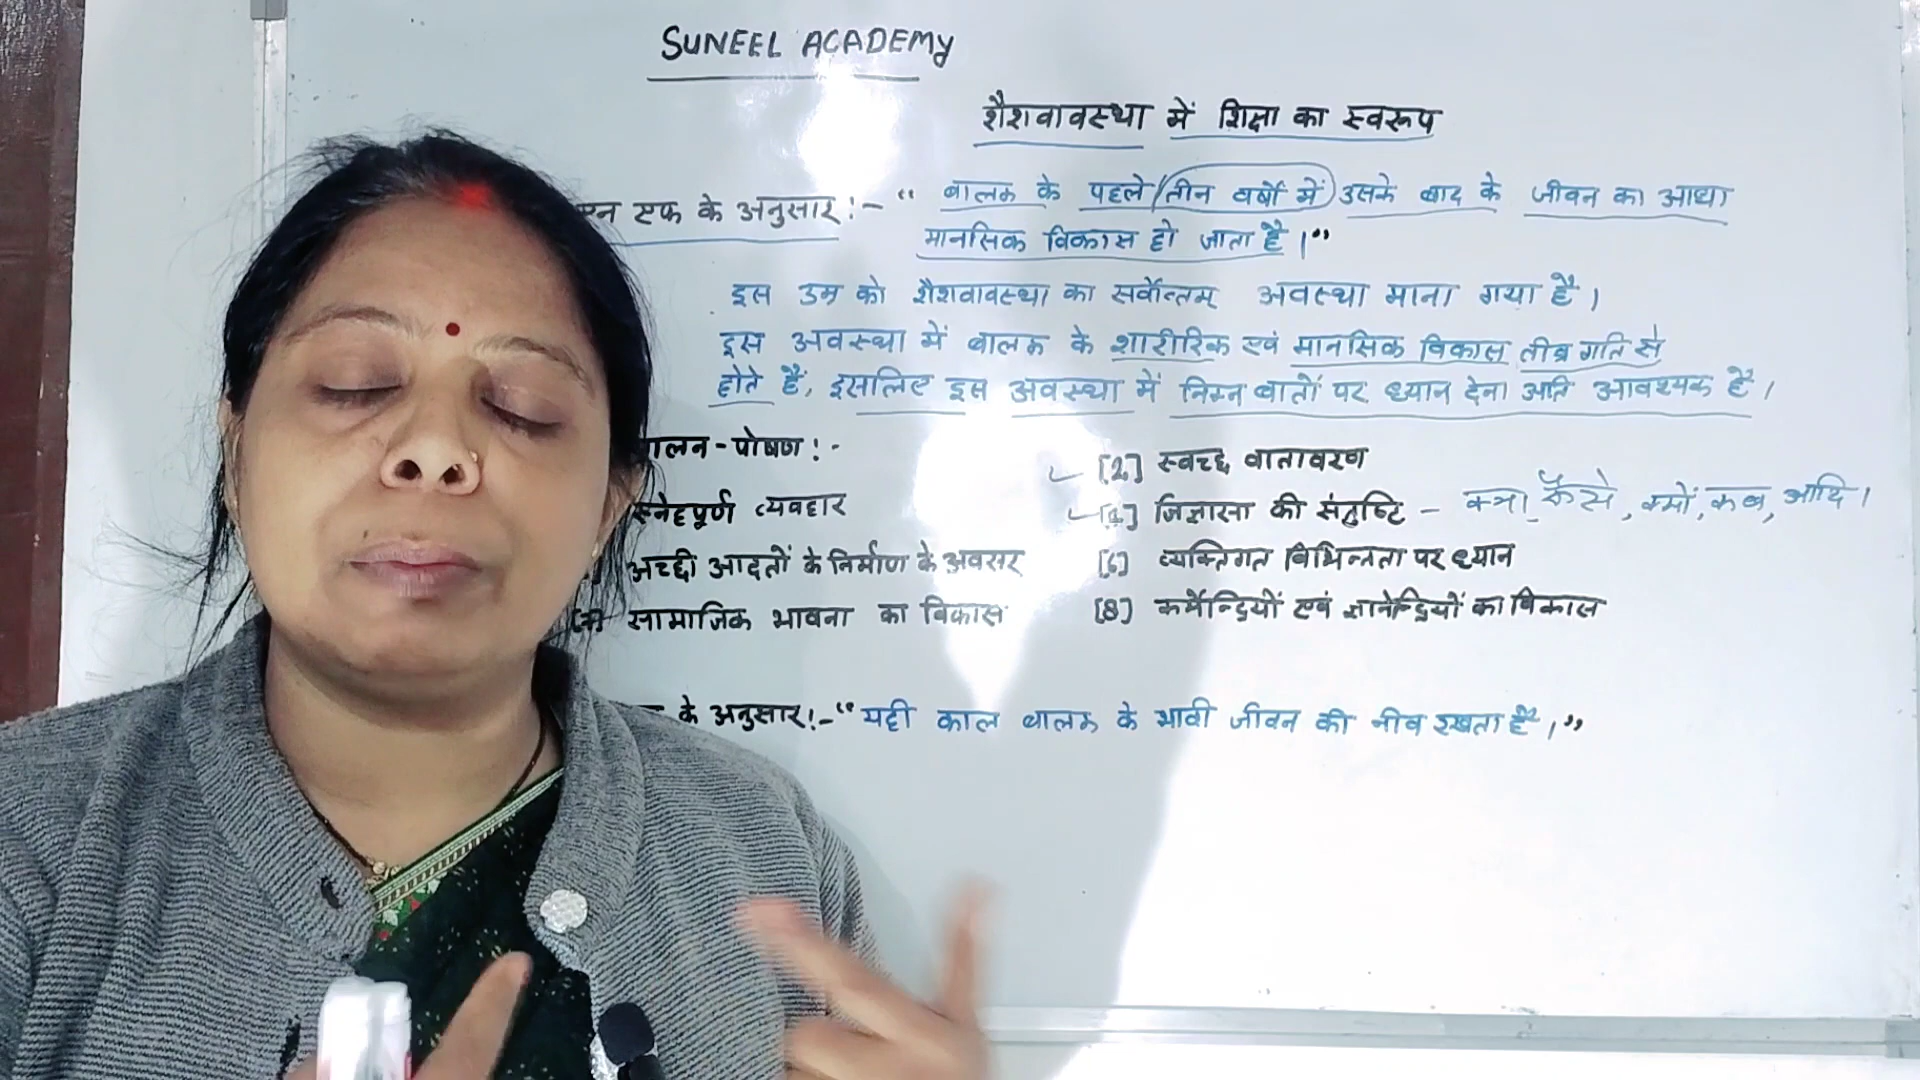 SUNEEL ACADEMY
शैशवावस्था में शिक्षा का स्वरूप
एन एफ के अनुसार :- “ बालक के पहले तीन वर्षों में उसके बाद के जीवन का आधा
मानसिक विकास हो जाता है।”
इस उम्र को शैशवावस्था का सर्वोत्तम् अवस्था माना गया है।
इस अवस्था में बालक के शारीरिक एवं मानसिक विकास तीव्र गति से
होते हैं, इसलिए इस अवस्था में निम्न बातों पर ध्यान देना अति आवश्यक है।
पालन-पोषण :-
[2] स्वच्छ वातावरण
स्नेहपूर्ण व्यवहार
[4] जिज्ञासा की संतुष्टि - क्या, कैसे, क्यों, कब, आदि।
अच्छी आदतों के निर्माण के अवसर
[6] व्यक्तिगत विभिन्नता पर ध्यान
[7] सामाजिक भावना का विकास
[8] कर्मेन्द्रियों एवं ज्ञानेन्द्रियों का विकास
के अनुसार :- “यही काल बालक के भावी जीवन की नीव रखता है।”